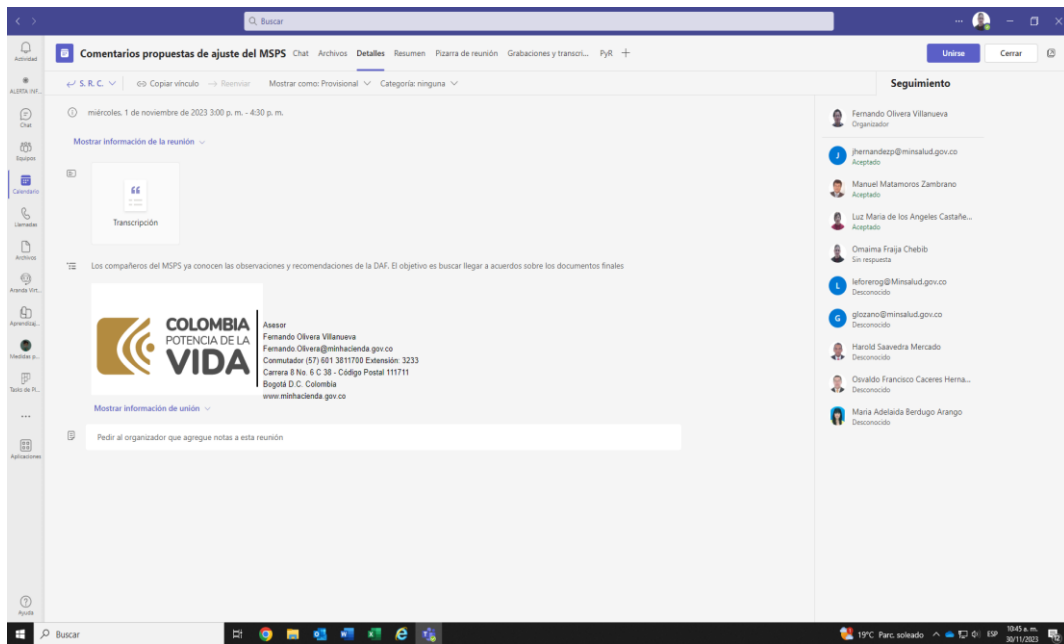 Buscar
Comentarios propuestas de ajuste del MSPS Chat Archivos Detalles Resumen Pizarra de reunión Grabaciones y transcri... PyR
Unirse
Cerrar
S. R. C.
Copiar vínculo
Reenviar
Mostrar como: Provisional
Categoría: ninguna
Seguimiento
Actividad
ALERTA INF...
Chat
Equipos
Calendario
Llamadas
Archivos
Aranda Virt...
Aprendizaj...
Medidas p...
Aplicaciones
Ayuda
miércoles, 1 de noviembre de 2023 3:00 p. m. - 4:30 p. m.
Mostrar información de la reunión
Transcripción
Los compañeros del MSPS ya conocen las observaciones y recomendaciones de la DAF. El objetivo es buscar llegar a acuerdos sobre los documentos finales
COLOMBIA
POTENCIA DE LA
VIDA
Asesor
Fernando Olivera Villanueva
Fernando.Olivera@minhacienda.gov.co
Conmutador (57) 601 3811700 Extensión: 3233
Carrera 8 No. 6 C 38 - Código Postal 111711
Bogotá D.C. Colombia
www.minhacienda.gov.co
Mostrar información de unión
Pedir al organizador que agregue notas a esta reunión
Fernando Olivera Villanueva
Organizador
J
jhernandezp@minsalud.gov.co
Aceptado
Manuel Matamoros Zambrano
Aceptado
Luz Maria de los Angeles Castañe...
Aceptado
Omaima Fraija Chebib
Sin respuesta
L
leforerog@Minsalud.gov.co
Desconocido
G
glozano@minsalud.gov.co
Desconocido
Harold Saavedra Mercado
Desconocido
Osvaldo Francisco Caceres Herna...
Desconocido
Maria Adelaida Berdugo Arango
Desconocido
Buscar
19°C Parc. soleado
ESP
10:45 a. m.
30/11/2023